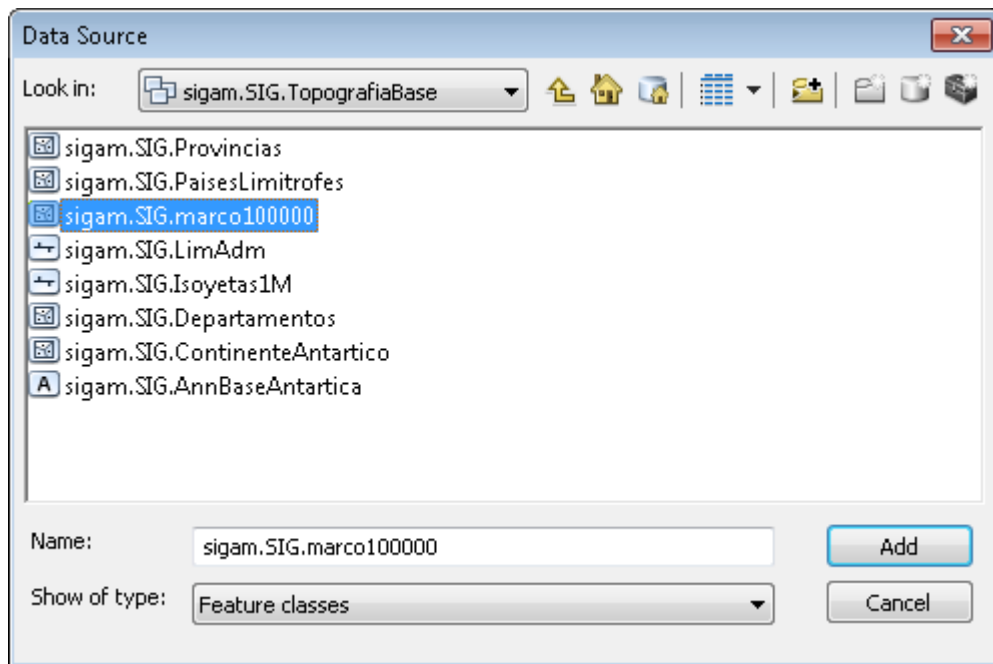 Data Source
Look in: sigam.SIG.TopografiaBase
sigam.SIG.Provincias
sigam.SIG.PaisesLimitrofes
sigam.SIG.marco100000
sigam.SIG.LimAdm
sigam.SIG.Isoyetas1M
sigam.SIG.Departamentos
sigam.SIG.ContinenteAntartico
A sigam.SIG.AnnBaseAntartica
Name: sigam.SIG.marco100000 Add
Show of type: Feature classes Cancel